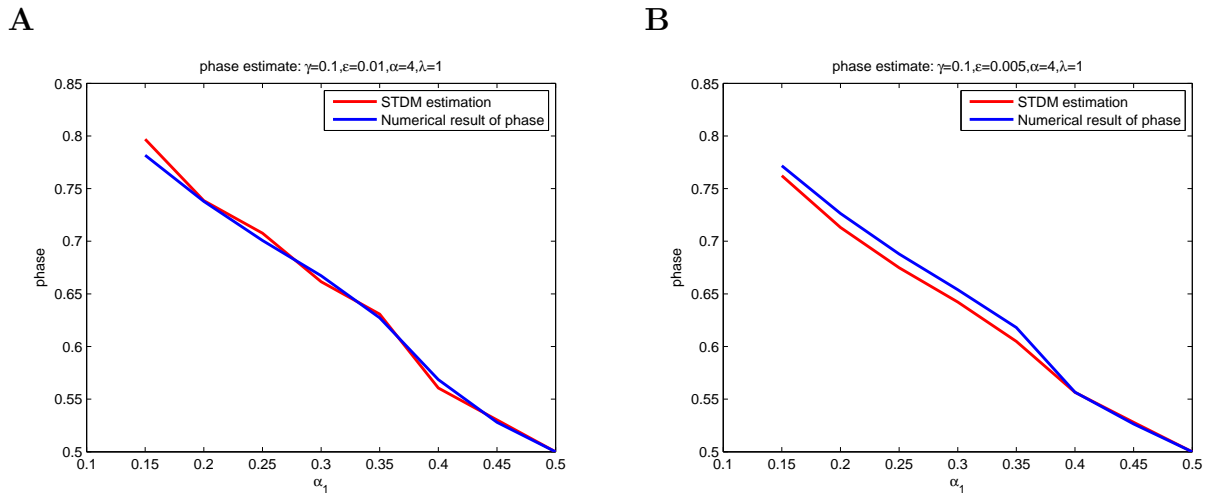 A
phase estimate: γ=0.1,ε=0.01,α=4,λ=1
STDM estimation
Numerical result of phase
0.85
0.8
0.75
0.7
0.65
0.6
0.55
0.5
phase
0.1 0.15 0.2 0.25 0.3 0.35 0.4 0.45 0.5
α₁
B
phase estimate: γ=0.1,ε=0.005,α=4,λ=1
STDM estimation
Numerical result of phase
0.85
0.8
0.75
0.7
0.65
0.6
0.55
0.5
phase
0.1 0.15 0.2 0.25 0.3 0.35 0.4 0.45 0.5
α₁